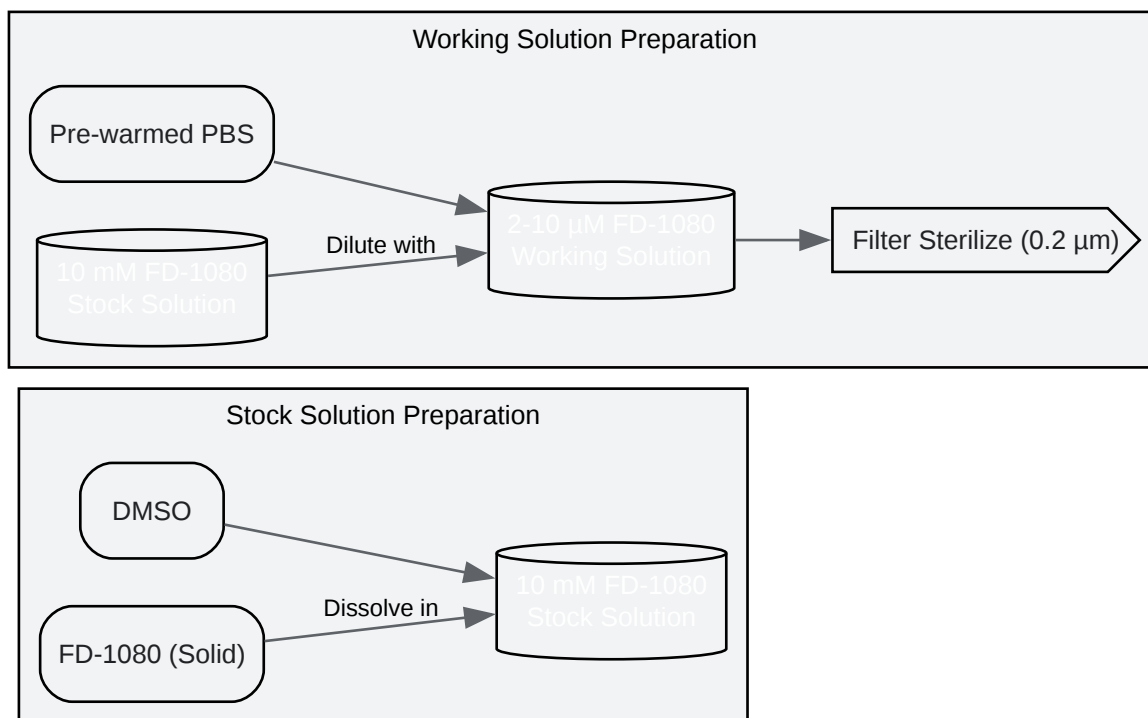 Working Solution Preparation
Pre-warmed PBS
10 mM FD-1080
Stock Solution
Dilute with
2-10 µM FD-1080
Working Solution
Filter Sterilize (0.2 µm)
Stock Solution Preparation
DMSO
FD-1080 (Solid)
Dissolve in
10 mM FD-1080
Stock Solution